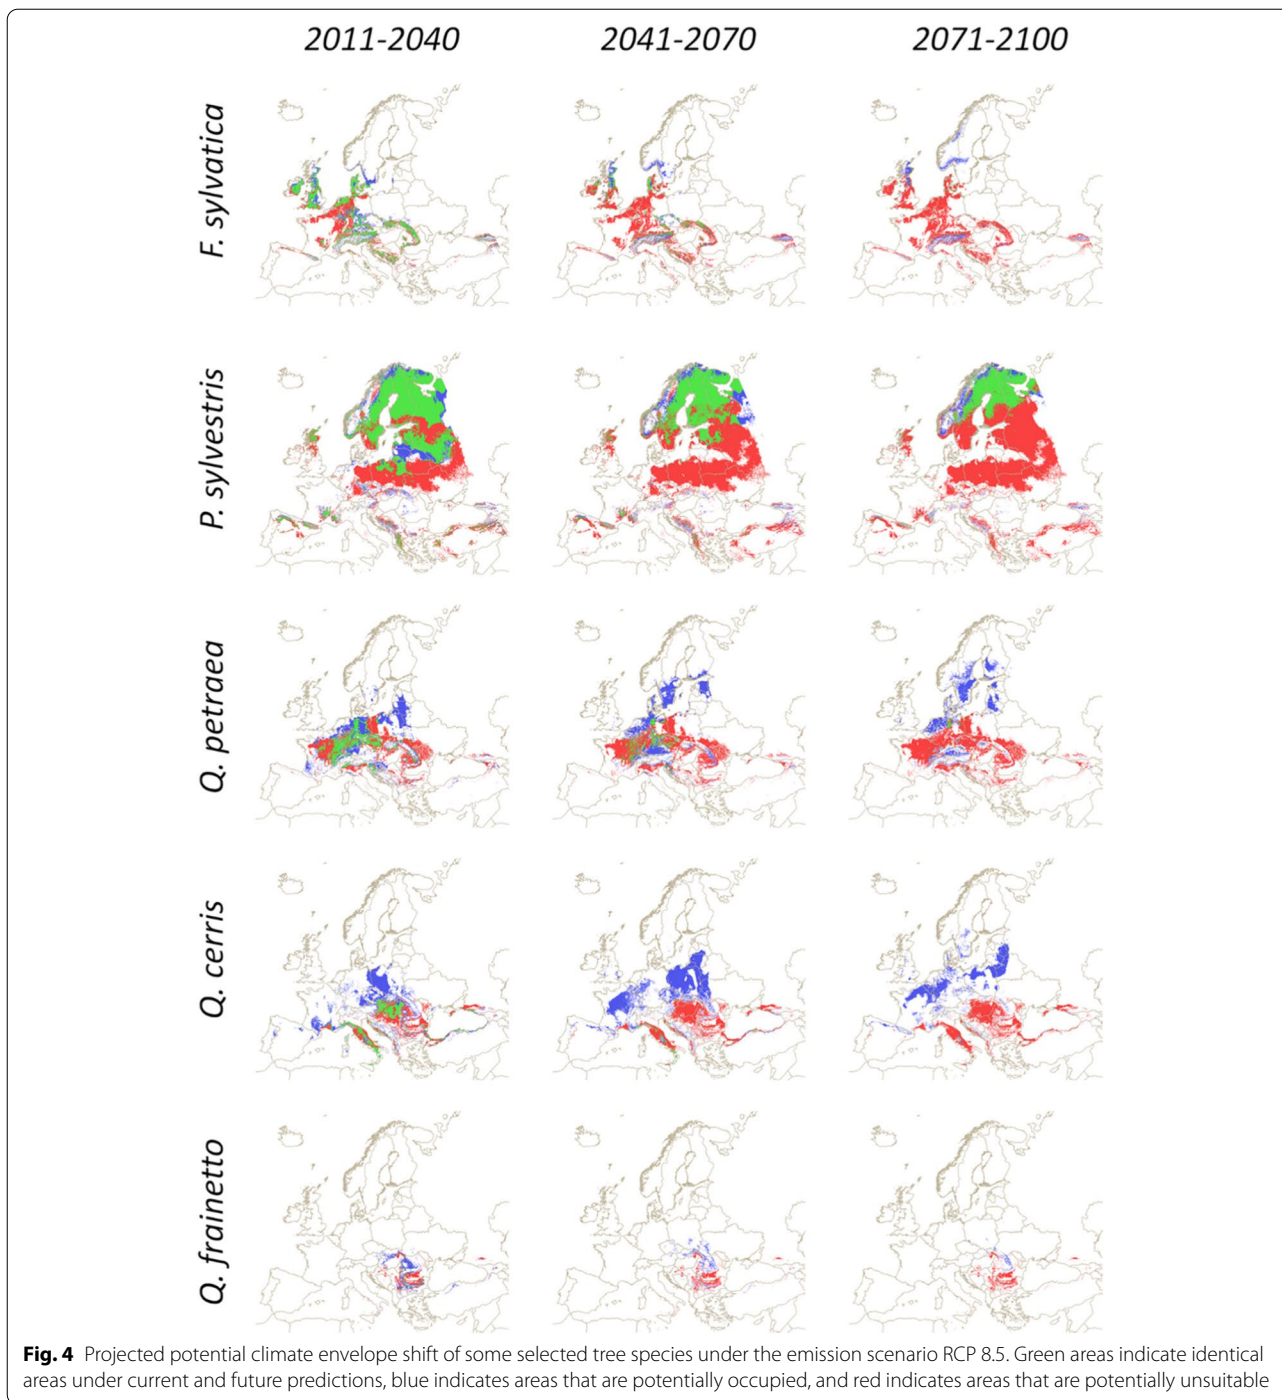 2011-2040 2041-2070 2071-2100
F. sylvatica
P. sylvestris
Q. petraea
Q. cerris
Q. frainetto
Fig. 4 Projected potential climate envelope shift of some selected tree species under the emission scenario RCP 8.5. Green areas indicate identical
areas under current and future predictions, blue indicates areas that are potentially occupied, and red indicates areas that are potentially unsuitable